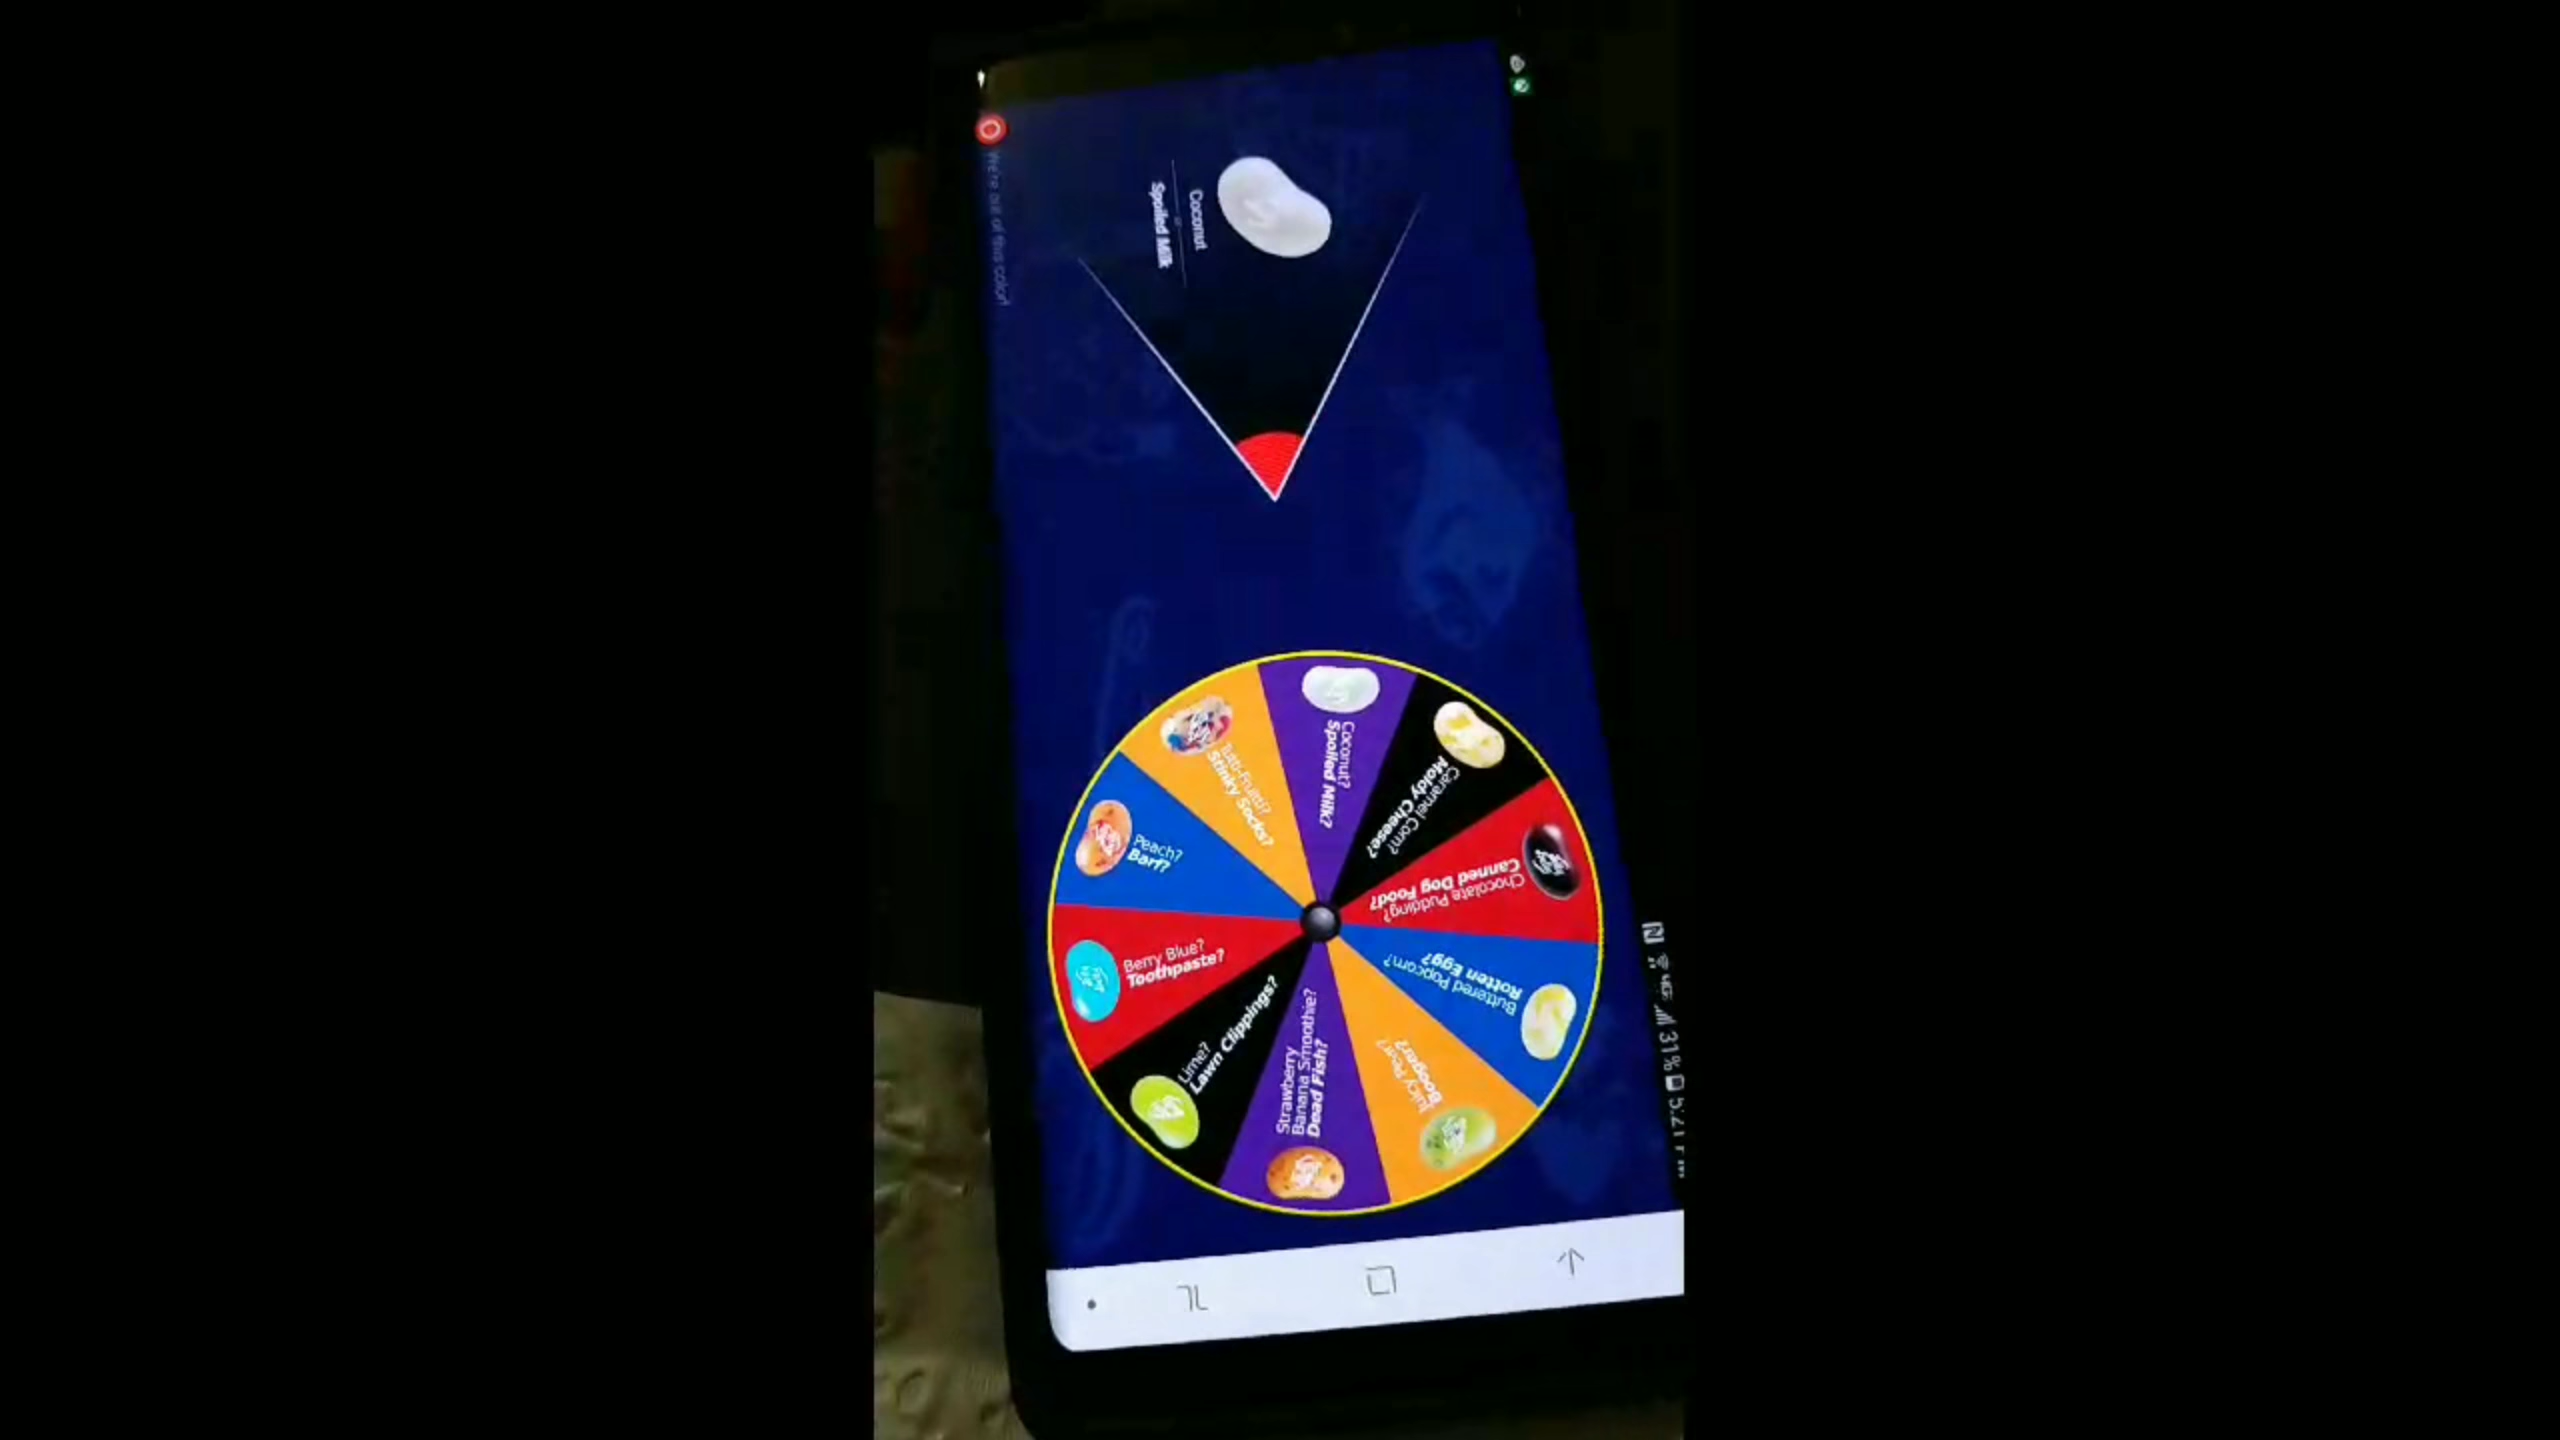 We're out of this color!
Coconut
or
Spoiled Milk
Coconut?
Spoiled Milk?
Caramel Corn?
Moldy Cheese?
Chocolate Pudding?
Canned Dog Food?
Buttered Popcorn?
Rotten Egg?
Juicy Pear?
Booger?
Strawberry
Banana Smoothie?
Dead Fish?
Lime?
Lawn Clippings?
Berry Blue?
Toothpaste?
Peach?
Barf?
Tutti-Fruitti?
Stinky Socks?
31%